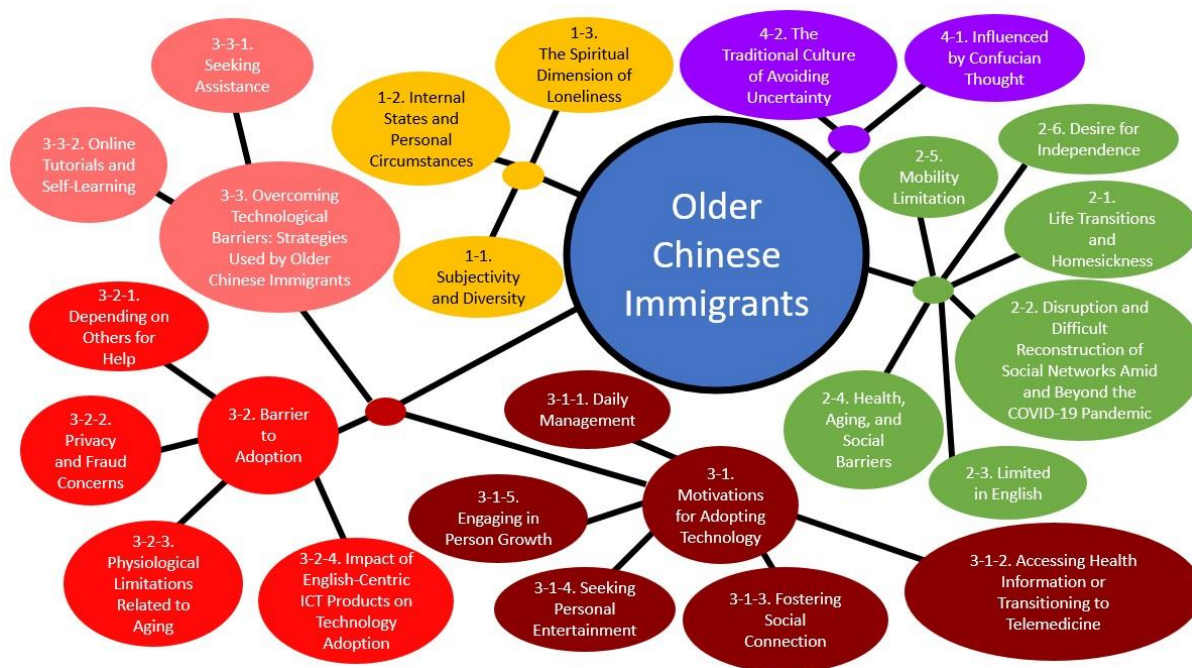 3-3-1.
Seeking
Assistance
3-3-2. Online
Tutorials and
Self-Learning
3-3. Overcoming
Technological
Barriers: Strategies
Used by Older
Chinese Immigrants
1-3.
The Spiritual
Dimension of
Loneliness
1-2. Internal
States and
Personal
Circumstances
1-1.
Subjectivity
and Diversity
4-2. The
Traditional Culture
of Avoiding
Uncertainty
4-1. Influenced
by Confucian
Thought
Older
Chinese
Immigrants
2-6. Desire for
Independence
2-5.
Mobility
Limitation
2-1.
Life Transitions
and
Homesickness
2-2. Disruption and
Difficult
Reconstruction of
Social Networks Amid
and Beyond the
COVID-19 Pandemic
2-4. Health,
Aging, and
Social
Barriers
2-3. Limited
in English
3-2-1.
Depending on
Others for
Help
3-2. Barrier
to
Adoption
3-2-2.
Privacy
and Fraud
Concerns
3-2-3.
Physiological
Limitations
Related to
Aging
3-2-4. Impact of
English-Centric
ICT Products on
Technology
Adoption
3-1-1. Daily
Management
3-1.
Motivations
for Adopting
Technology
3-1-5.
Engaging in
Person Growth
3-1-4. Seeking
Personal
Entertainment
3-1-3. Fostering
Social
Connection
3-1-2. Accessing Health
Information or
Transitioning to
Telemedicine